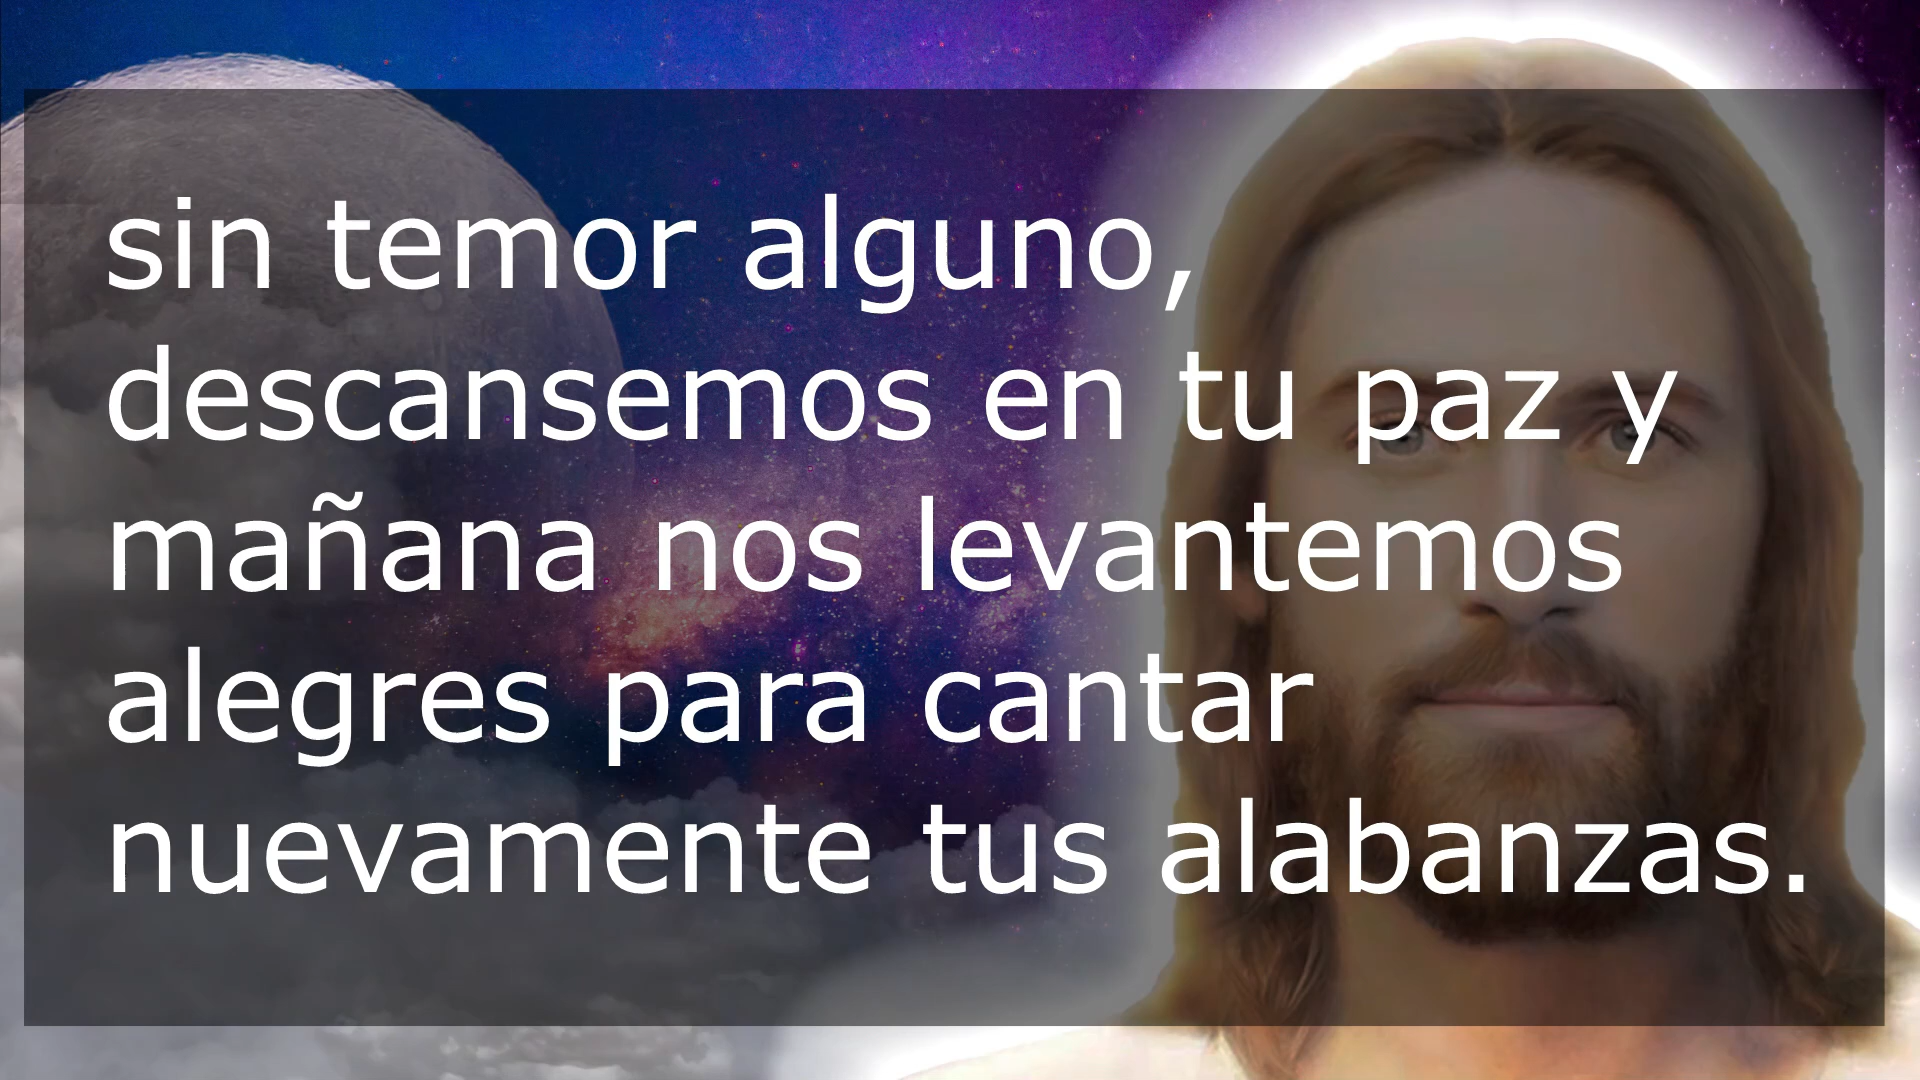 sin temor alguno,
descansemos en tu paz y
mañana nos levantemos
alegres para cantar
nuevamente tus alabanzas.